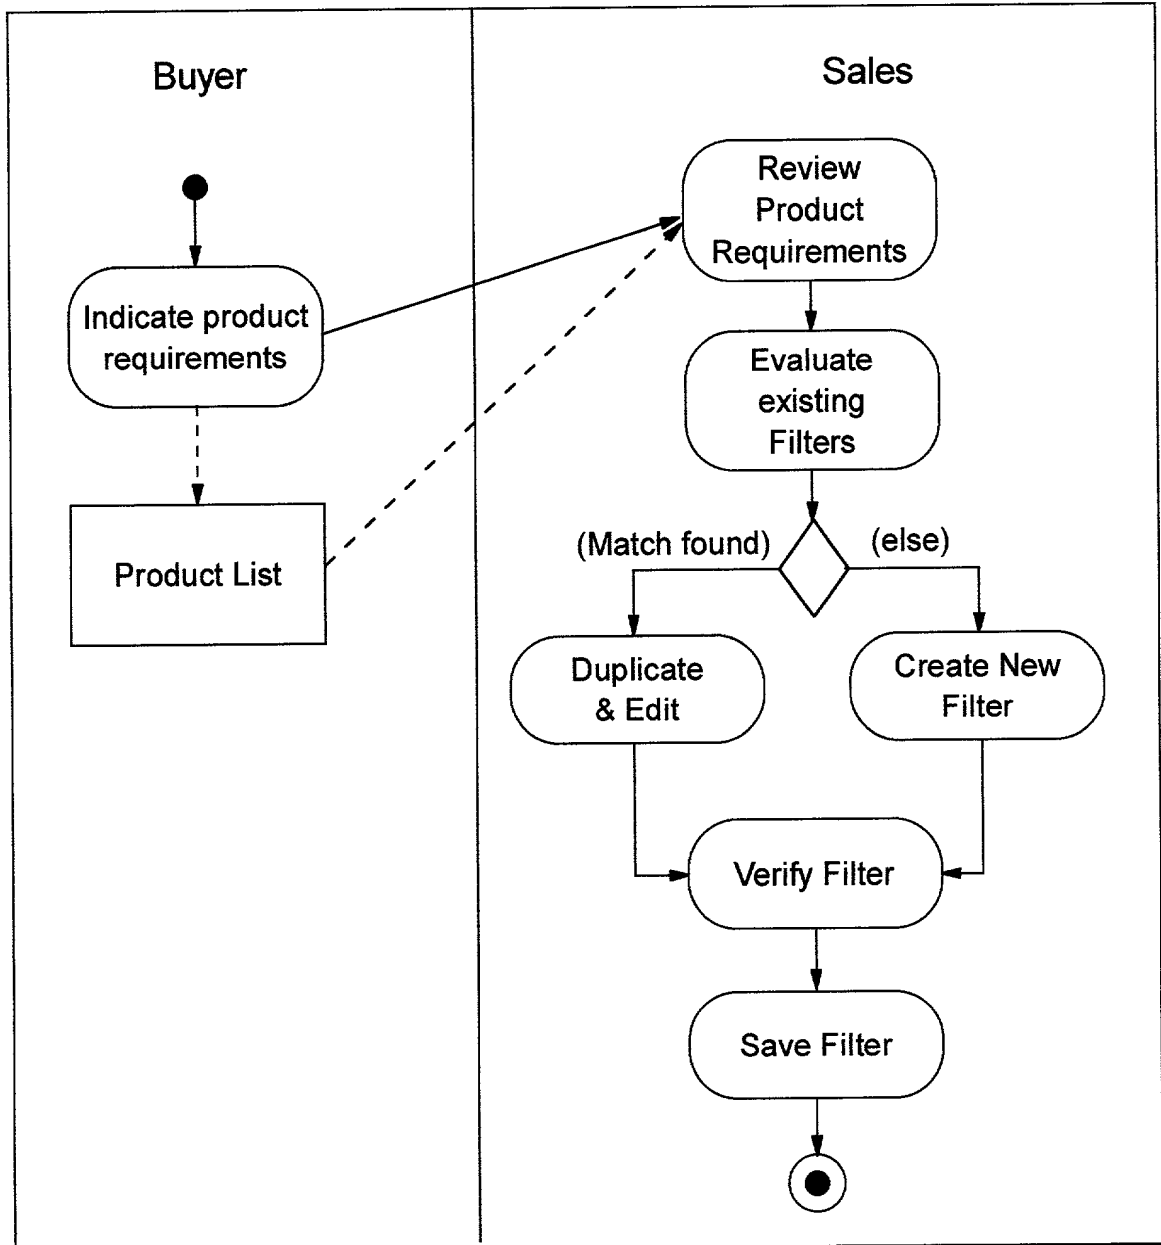 Buyer
Sales
Indicate product
requirements
Product List
Review
Product
Requirements
Evaluate
existing
Filters
(Match found)
(else)
Duplicate
& Edit
Create New
Filter
Verify Filter
Save Filter